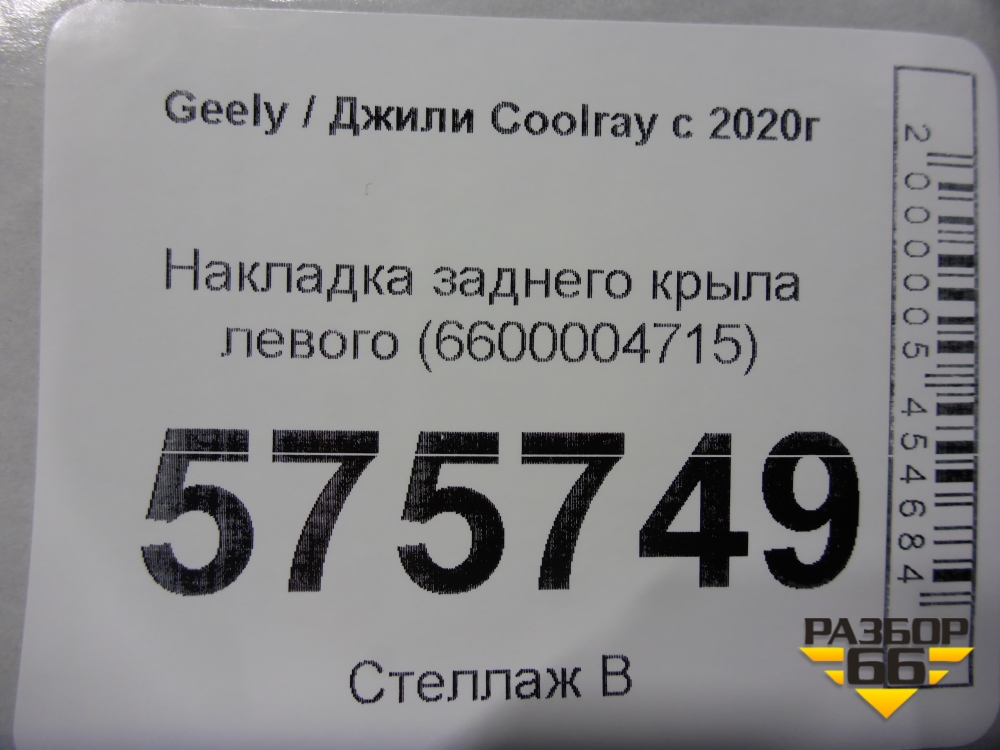 Geely / Джили Coolray с 2020г
Накладка заднего крыла
левого (6600004715)
575749
Стеллаж В
2000005454684
РАЗБОР
66